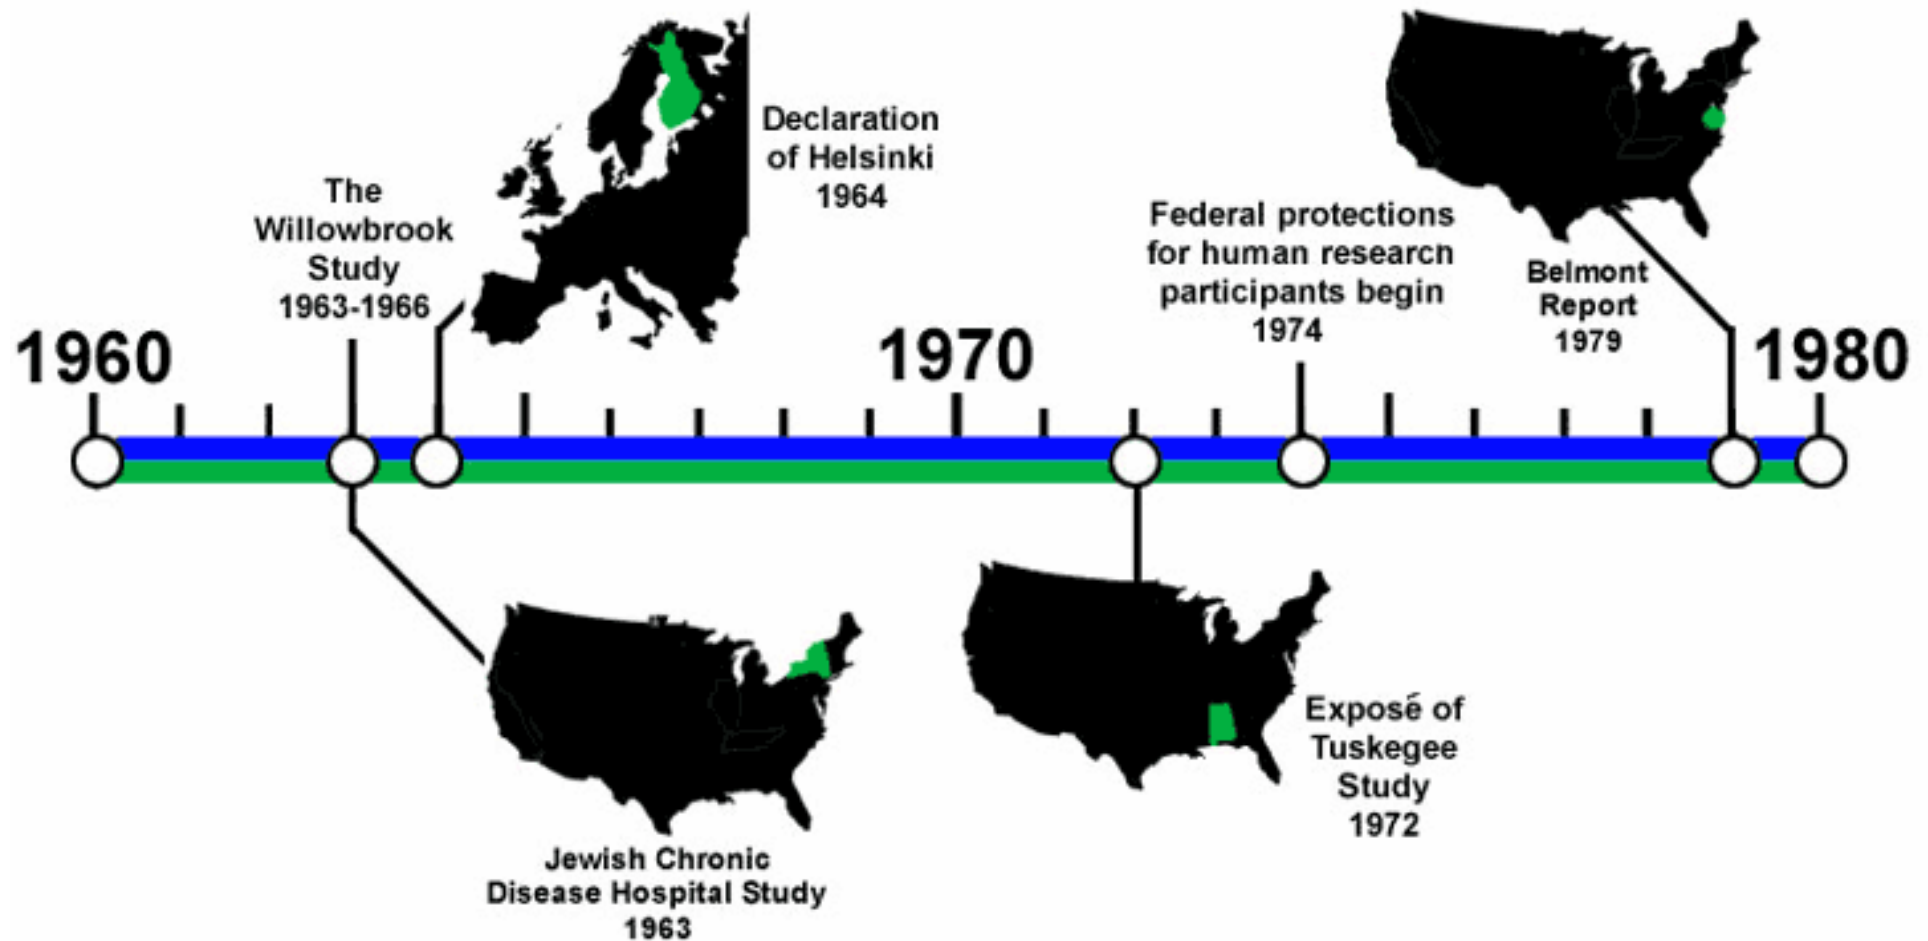 The
Willowbrook
Study
1963-1966
Declaration
of Helsinki
1964
Federal protections
for human research
participants begin
1974
Belmont
Report
1979
1960
1970
1980
Jewish Chronic
Disease Hospital Study
1963
Exposé of
Tuskegee
Study
1972